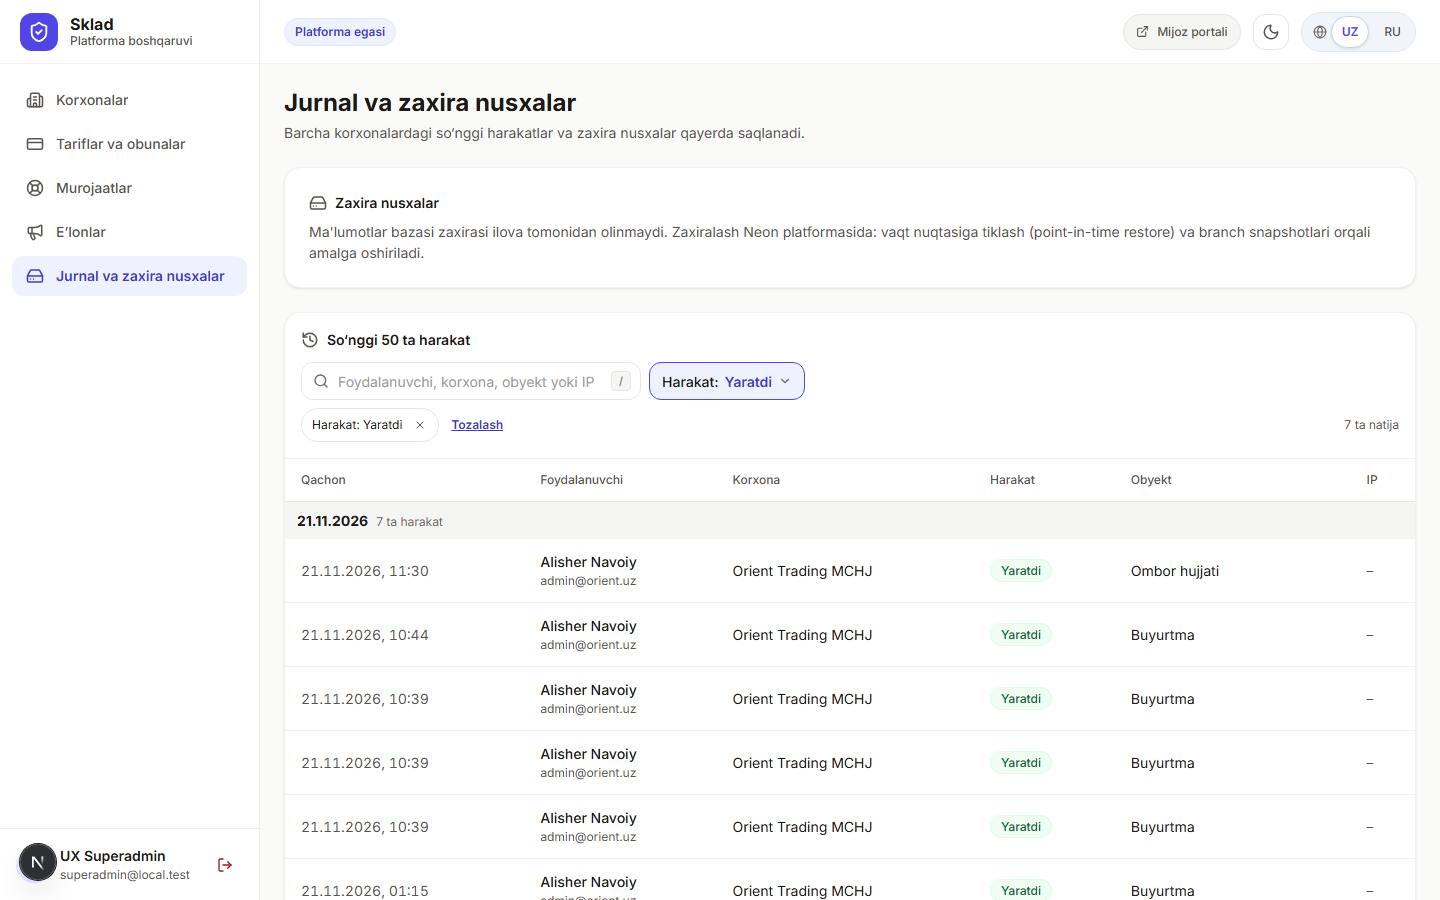 Sklad
Platforma boshqaruvi
Platforma egasi
Mijoz portali
UZ
RU
Korxonalar
Tariflar va obunalar
Murojaatlar
Eʼlonlar
Jurnal va zaxira nusxalar
Jurnal va zaxira nusxalar
Barcha korxonalardagi soʻnggi harakatlar va zaxira nusxalar qayerda saqlanadi.
Zaxira nusxalar
Ma'lumotlar bazasi zaxirasi ilova tomonidan olinmaydi. Zaxiralash Neon platformasida: vaqt nuqtasiga tiklash (point-in-time restore) va branch snapshotlari orqali
amalga oshiriladi.
Soʻnggi 50 ta harakat
Foydalanuvchi, korxona, obyekt yoki IP /
Harakat: Yaratdi
Harakat: Yaratdi
Tozalash
7 ta natija
Qachon Foydalanuvchi Korxona Harakat Obyekt IP
21.11.2026 7 ta harakat
21.11.2026, 11:30 Alisher Navoiy Orient Trading MCHJ Yaratdi Ombor hujjati –
admin@orient.uz
21.11.2026, 10:44 Alisher Navoiy Orient Trading MCHJ Yaratdi Buyurtma –
admin@orient.uz
21.11.2026, 10:39 Alisher Navoiy Orient Trading MCHJ Yaratdi Buyurtma –
admin@orient.uz
21.11.2026, 10:39 Alisher Navoiy Orient Trading MCHJ Yaratdi Buyurtma –
admin@orient.uz
21.11.2026, 10:39 Alisher Navoiy Orient Trading MCHJ Yaratdi Buyurtma –
admin@orient.uz
21.11.2026, 01:15 Alisher Navoiy Orient Trading MCHJ Yaratdi Buyurtma –
admin@orient.uz
N
UX Superadmin
superadmin@local.test